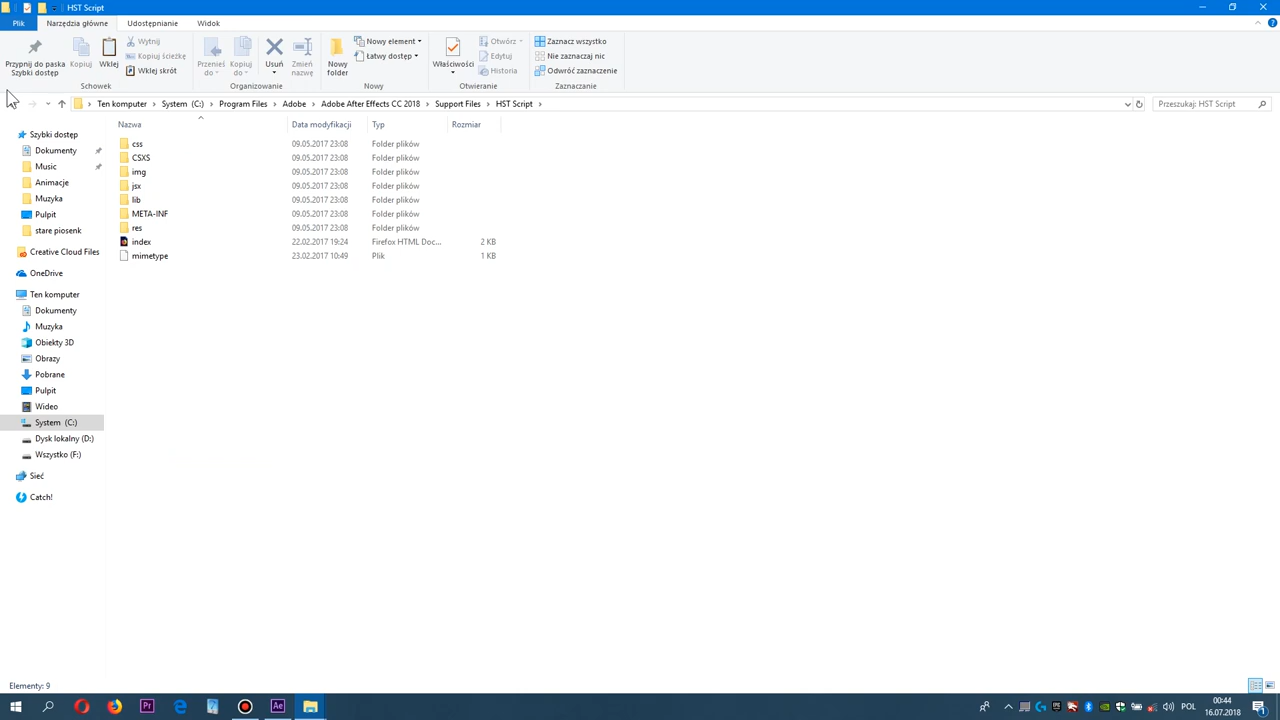 HST Script
Plik Narzędzia główne Udostępnianie Widok
Przypnij do paska Szybki dostęp
Kopiuj
Wklej
Wytnij
Kopiuj ścieżkę
Wklej skrót
Schowek
Przenieś do
Kopiuj do
Usuń
Zmień nazwę
Organizowanie
Nowy folder
Nowy element
Łatwy dostęp
Nowy
Właściwości
Otwórz
Edytuj
Historia
Otwieranie
Zaznacz wszystko
Nie zaznaczaj nic
Odwróć zaznaczenie
Zaznaczanie
Ten komputer > System (C:) > Program Files > Adobe > Adobe After Effects CC 2018 > Support Files > HST Script >
Przeszukaj: HST Script
Nazwa Data modyfikacji Typ Rozmiar
css 09.05.2017 23:08 Folder plików
CSXS 09.05.2017 23:08 Folder plików
img 09.05.2017 23:08 Folder plików
jsx 09.05.2017 23:08 Folder plików
lib 09.05.2017 23:08 Folder plików
META-INF 09.05.2017 23:08 Folder plików
res 09.05.2017 23:08 Folder plików
index 22.02.2017 19:24 Firefox HTML Doc... 2 KB
mimetype 23.02.2017 10:49 Plik 1 KB
Szybki dostęp
Dokumenty
Music
Animacje
Muzyka
Pulpit
stare piosenk
Creative Cloud Files
OneDrive
Ten komputer
Dokumenty
Muzyka
Obiekty 3D
Obrazy
Pobrane
Pulpit
Wideo
System (C:)
Dysk lokalny (D:)
Wszystko (F:)
Sieć
Catch!
Elementy: 9
Pr
Ae
POL
00:44
16.07.2018